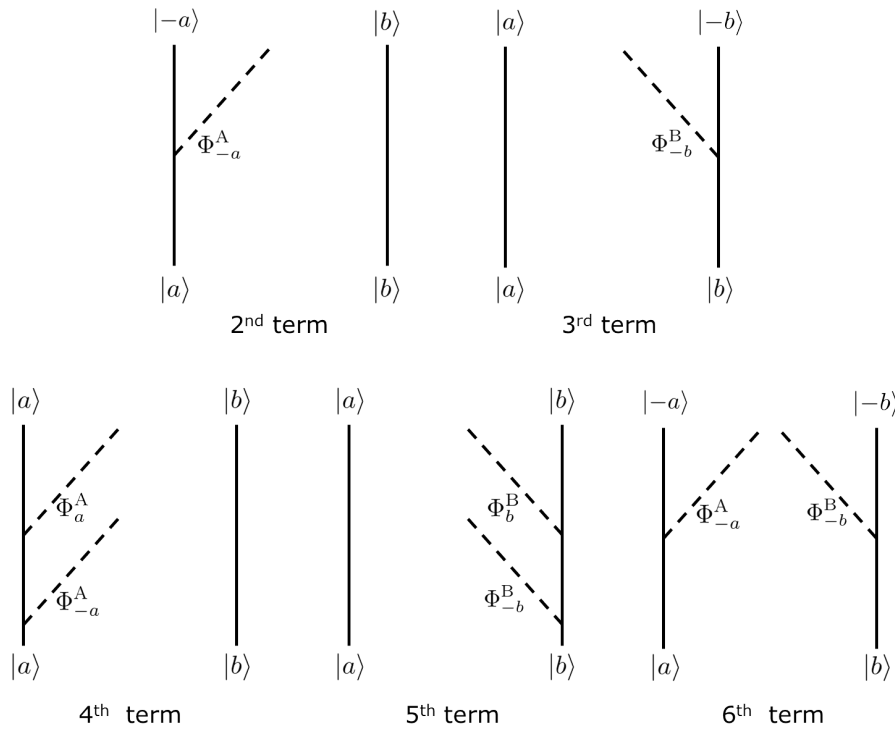 |−a⟩ |b⟩ |a⟩ |−b⟩
Φ^A_{−a} Φ^B_{−b}
|a⟩ |b⟩ |a⟩ |b⟩
2nd term 3rd term
|a⟩ |b⟩ |a⟩ |b⟩ |−a⟩ |−b⟩
Φ^A_a Φ^B_b Φ^A_{−a} Φ^B_{−b}
Φ^A_{−a} Φ^B_{−b}
|a⟩ |b⟩ |a⟩ |b⟩ |a⟩ |b⟩
4th term 5th term 6th term